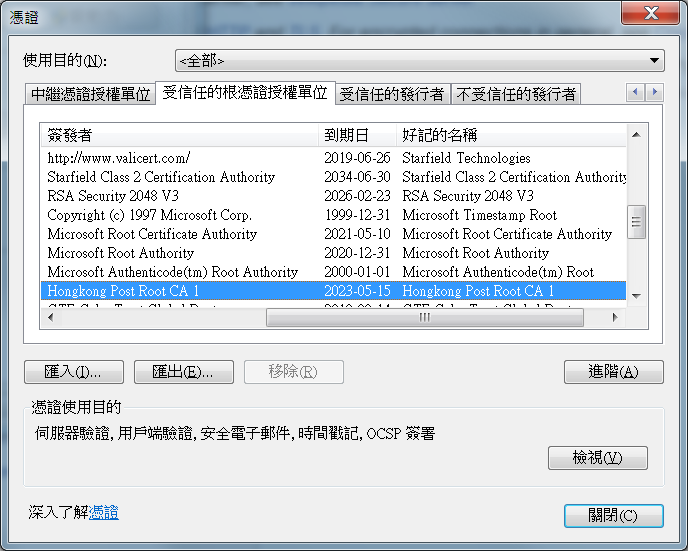 憑證
使用目的(N):
<全部>
中繼憑證授權單位 受信任的根憑證授權單位 受信任的發行者 不受信任的發行者
簽發者 到期日 好記的名稱
http://www.valicert.com/ 2019-06-26 Starfield Technologies
Starfield Class 2 Certification Authority 2034-06-30 Starfield Class 2 Certification Authority
RSA Security 2048 V3 2026-02-23 RSA Security 2048 V3
Copyright (c) 1997 Microsoft Corp. 1999-12-31 Microsoft Timestamp Root
Microsoft Root Certificate Authority 2021-05-10 Microsoft Root Certificate Authority
Microsoft Root Authority 2020-12-31 Microsoft Root Authority
Microsoft Authenticode(tm) Root Authority 2000-01-01 Microsoft Authenticode(tm) Root
Hongkong Post Root CA 1 2023-05-15 Hongkong Post Root CA 1
匯入(I)... 匯出(E)... 移除(R) 進階(A)
憑證使用目的
伺服器驗證, 用戶端驗證, 安全電子郵件, 時間戳記, OCSP 簽署
檢視(V)
深入了解憑證
關閉(C)